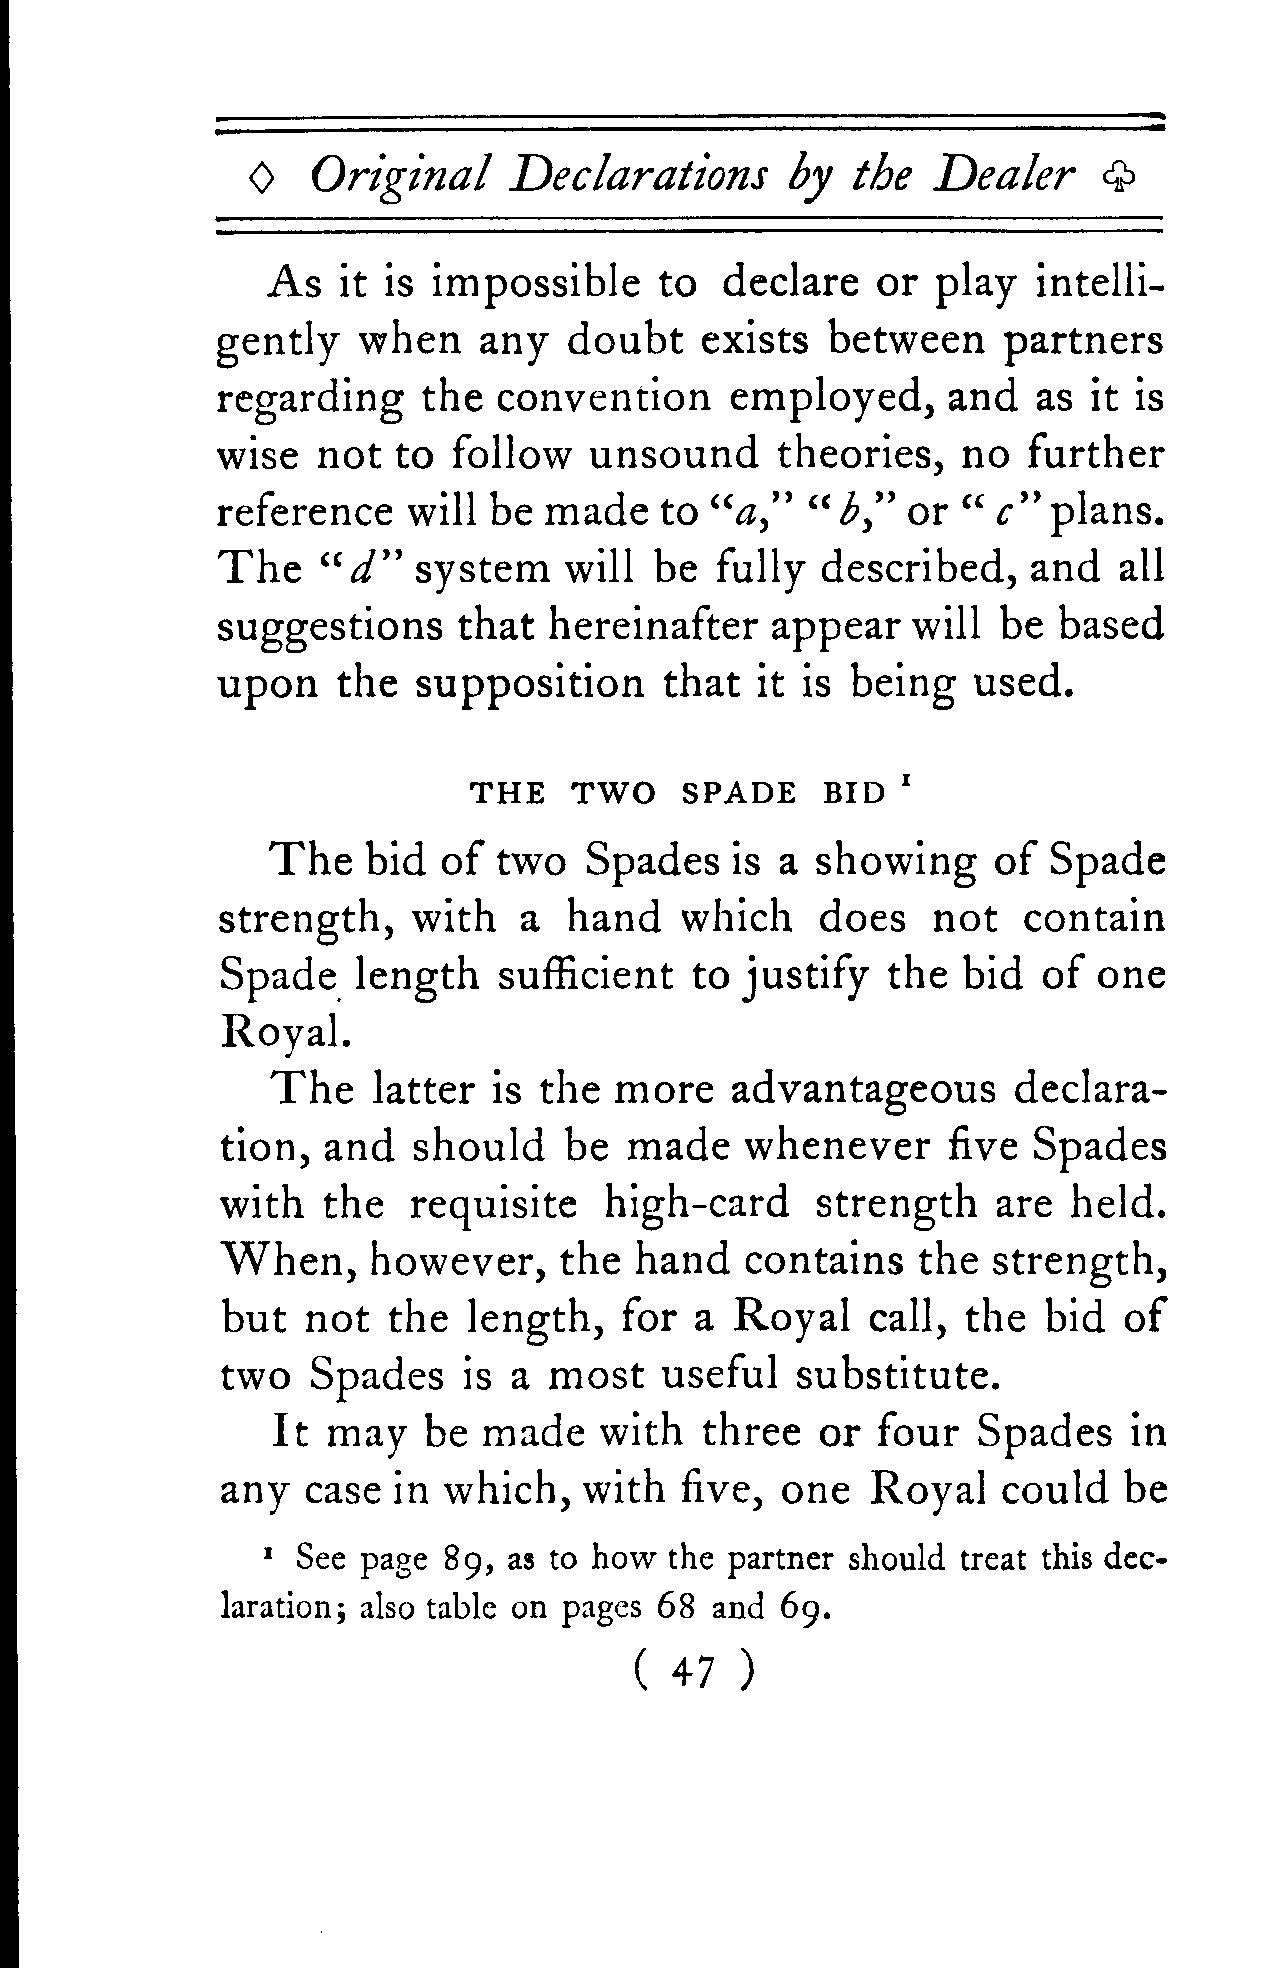 ◊ Original Declarations by the Dealer ♧
As it is impossible to declare or play intelli-
gently when any doubt exists between partners
regarding the convention employed, and as it is
wise not to follow unsound theories, no further
reference will be made to “a,” “b,” or “c” plans.
The “d” system will be fully described, and all
suggestions that hereinafter appear will be based
upon the supposition that it is being used.
THE TWO SPADE BID ¹
The bid of two Spades is a showing of Spade
strength, with a hand which does not contain
Spade length sufficient to justify the bid of one
Royal.
The latter is the more advantageous declara-
tion, and should be made whenever five Spades
with the requisite high-card strength are held.
When, however, the hand contains the strength,
but not the length, for a Royal call, the bid of
two Spades is a most useful substitute.
It may be made with three or four Spades in
any case in which, with five, one Royal could be
¹ See page 89, as to how the partner should treat this dec-
laration; also table on pages 68 and 69.
( 47 )